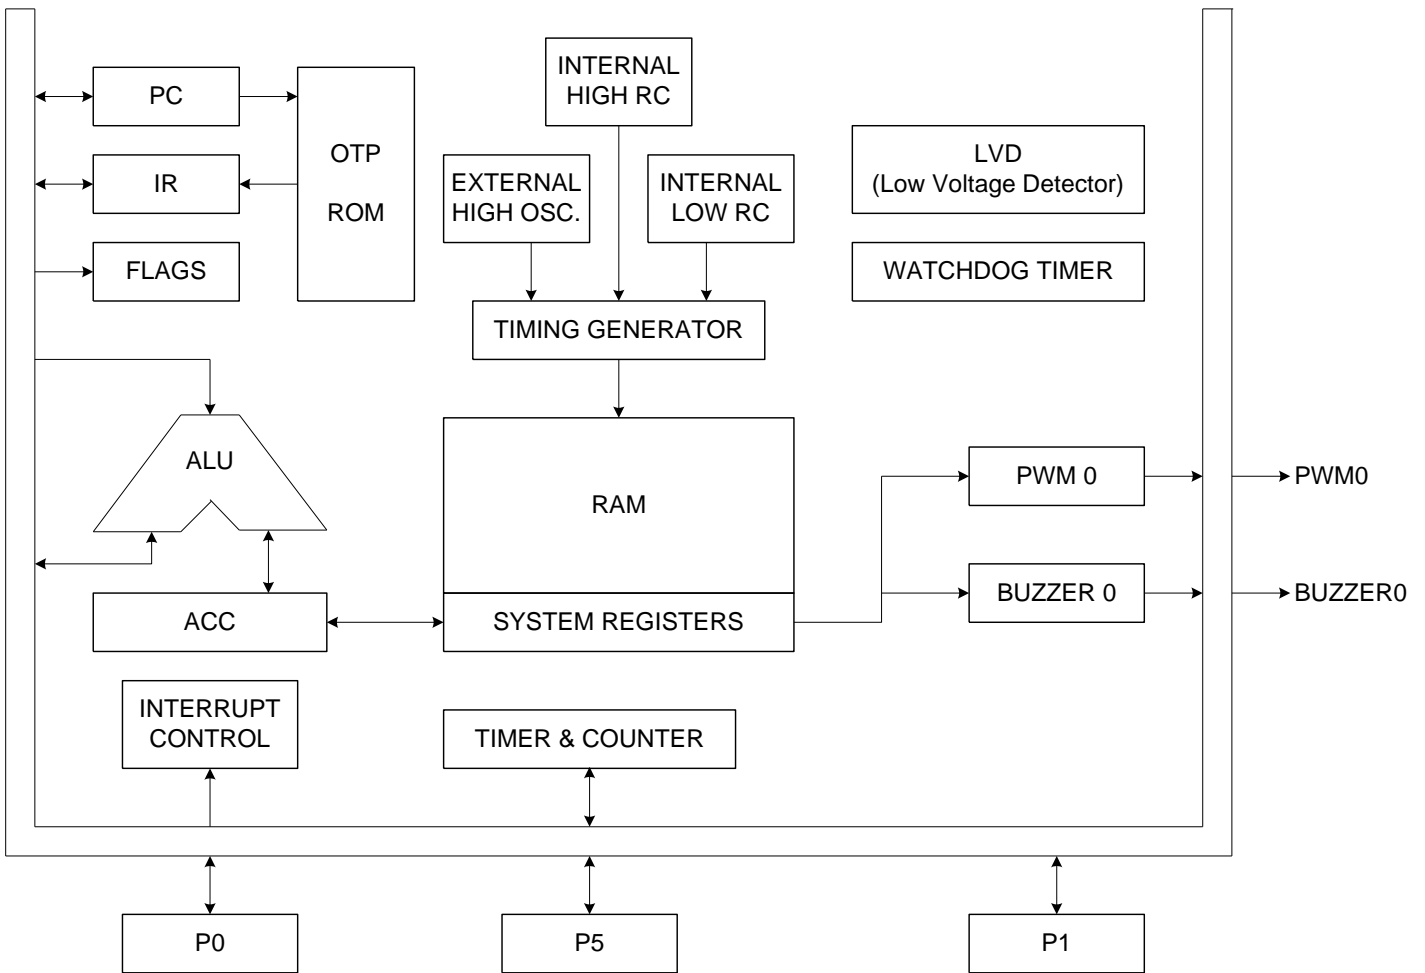 INTERNAL
HIGH RC
PC
OTP
ROM
LVD
(Low Voltage Detector)
IR
EXTERNAL
HIGH OSC.
INTERNAL
LOW RC
FLAGS
WATCHDOG TIMER
TIMING GENERATOR
ALU
RAM
PWM 0
PWM0
ACC
SYSTEM REGISTERS
BUZZER 0
BUZZER0
INTERRUPT
CONTROL
TIMER & COUNTER
P0
P5
P1